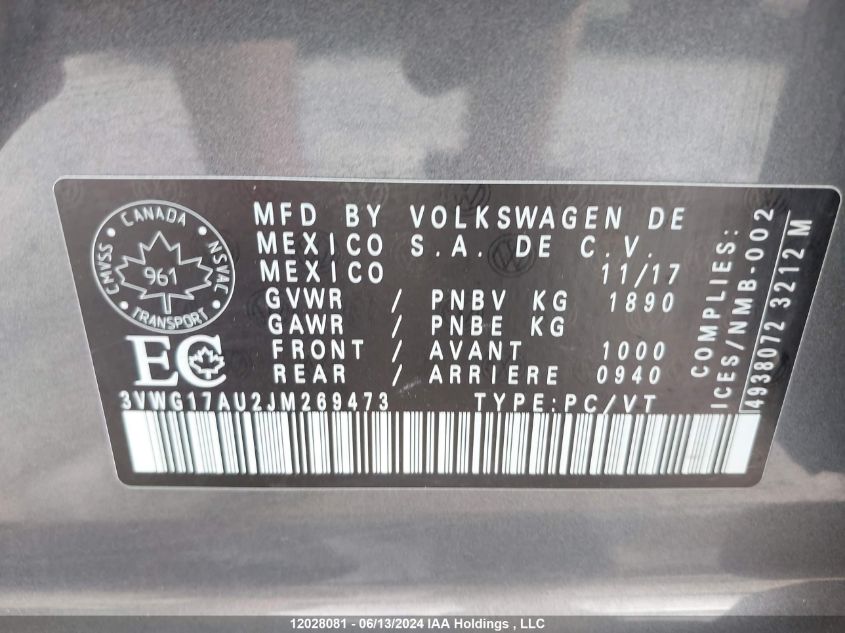 CANADA
CMVSS
NSVAC
961
TRANSPORT
EC
MFD BY VOLKSWAGEN DE
MEXICO S.A. DE C.V.
MEXICO 11/17
GVWR / PNBV KG 1890
GAWR / PNBE KG
FRONT / AVANT 1000
REAR / ARRIERE 0940
3VWG17AU2JM269473 TYPE:PC/VT
COMPLIES:
ICES/NMB-002
4938072 3212 M
12028081 - 06/13/2024 IAA Holdings , LLC